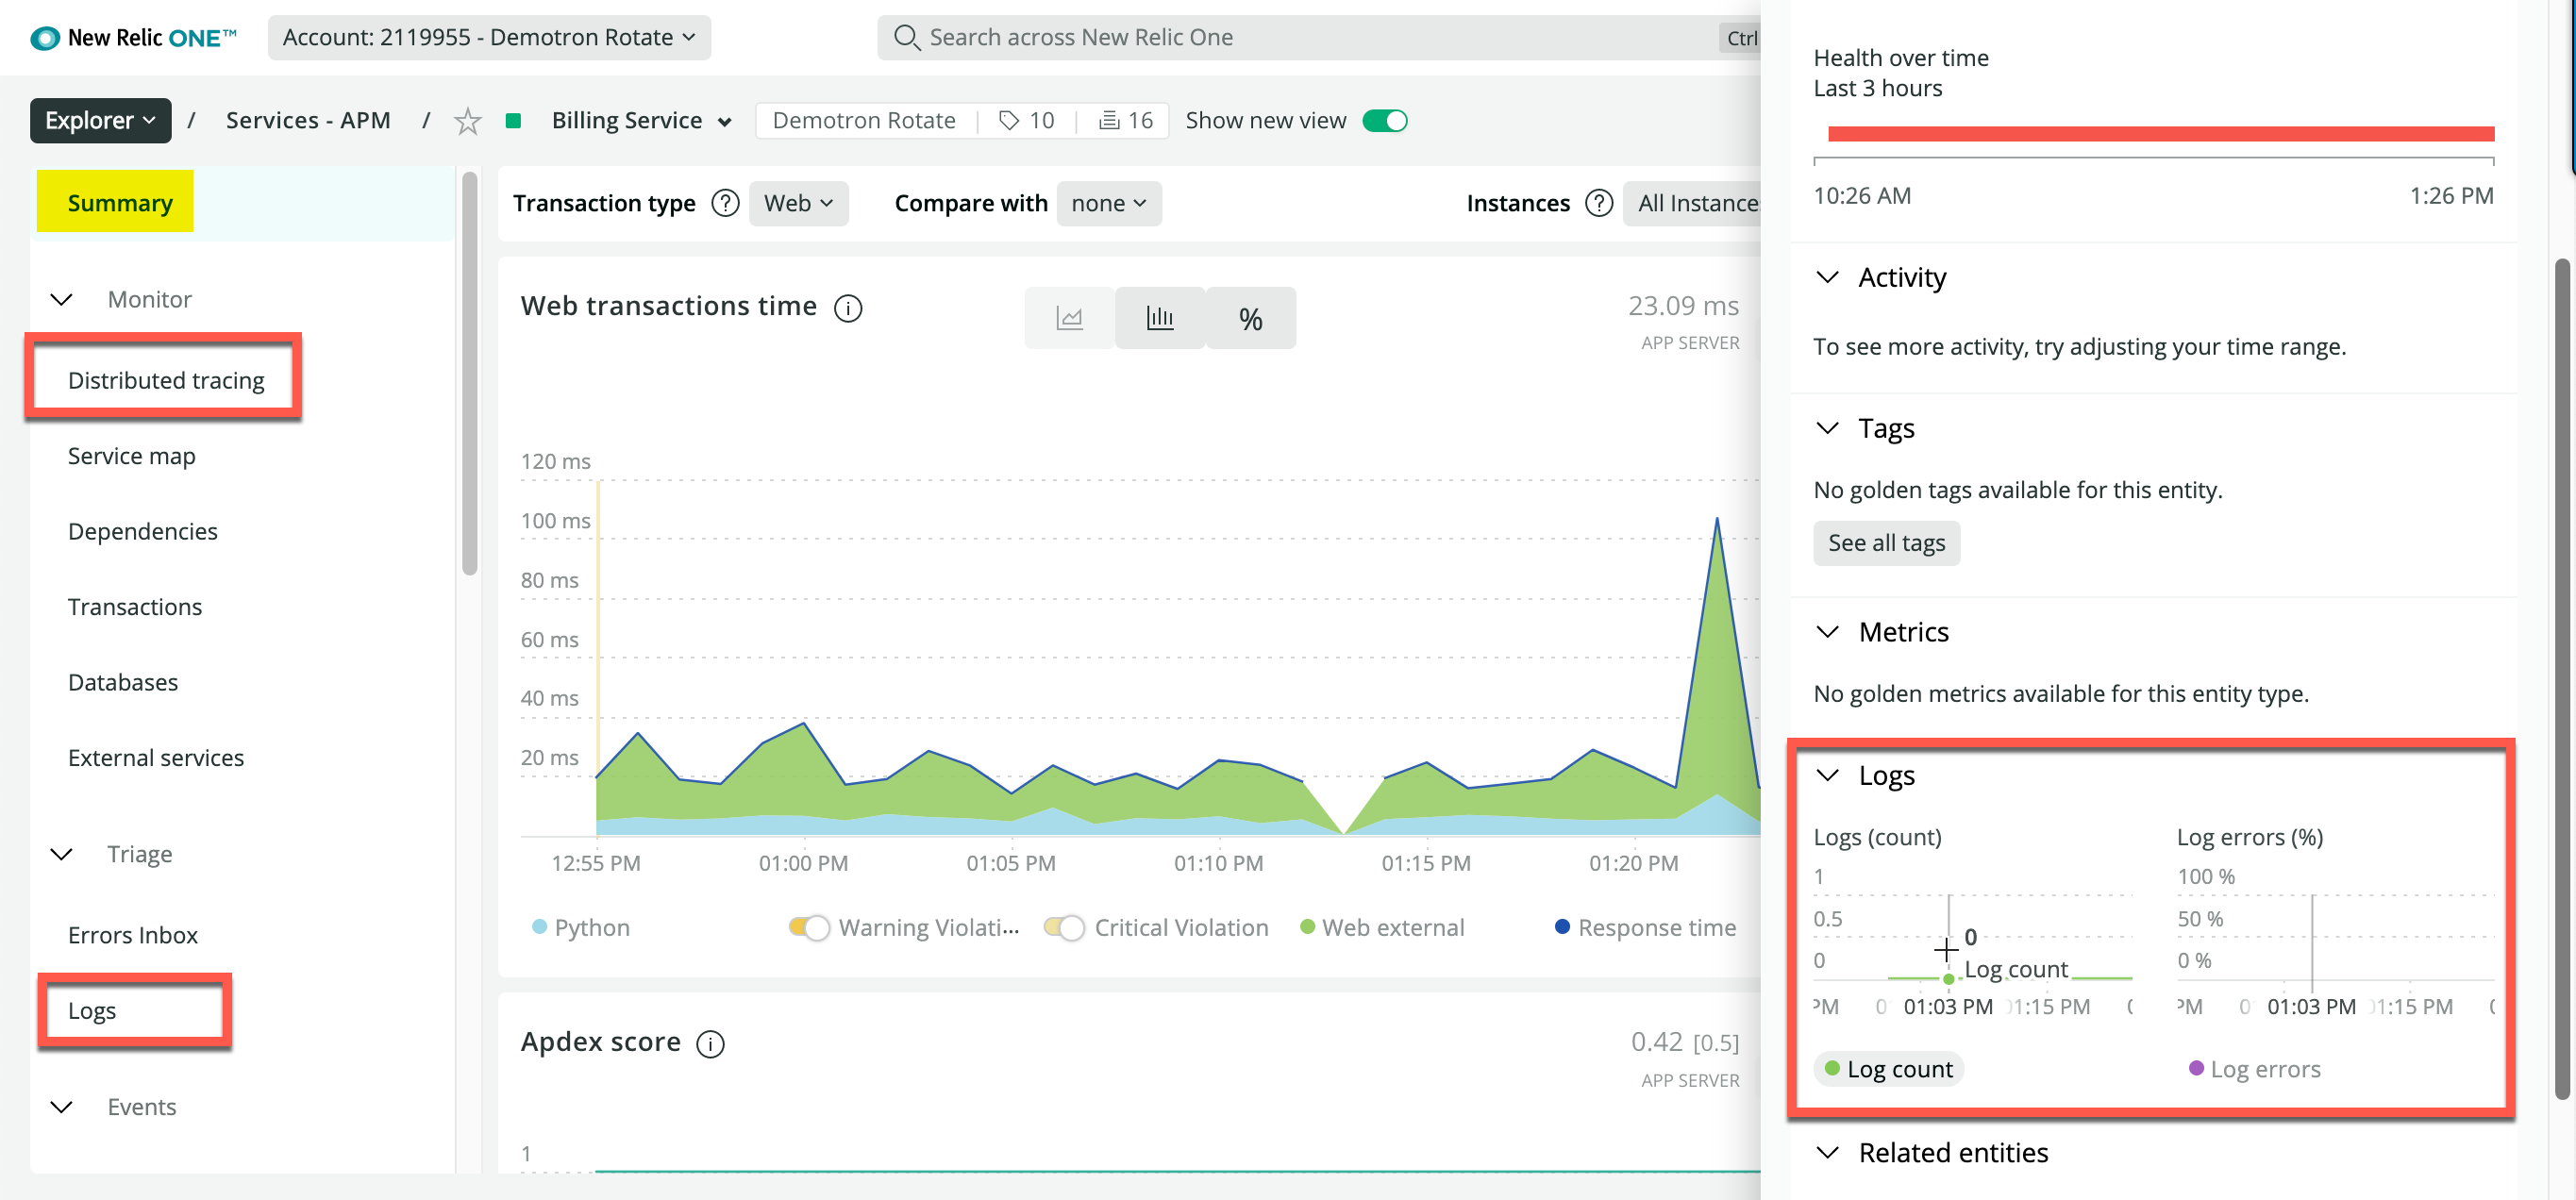 New Relic ONE™
Account: 2119955 - Demotron Rotate
Search across New Relic One
Ctrl
Explorer / Services - APM / Billing Service
Demotron Rotate 10 16
Show new view
Summary
Monitor
Distributed tracing
Service map
Dependencies
Transactions
Databases
External services
Triage
Errors Inbox
Logs
Events
Transaction type ? Web
Compare with none
Instances ? All Instance
Web transactions time i
%
23.09 ms
APP SERVER
120 ms
100 ms
80 ms
60 ms
40 ms
20 ms
12:55 PM 01:00 PM 01:05 PM 01:10 PM 01:15 PM 01:20 PM
Python Warning Violati... Critical Violation Web external Response time
Apdex score i
0.42 [0.5]
APP SERVER
1
Health over time
Last 3 hours
10:26 AM 1:26 PM
Activity
To see more activity, try adjusting your time range.
Tags
No golden tags available for this entity.
See all tags
Metrics
No golden metrics available for this entity type.
Logs
Logs (count)
1
0.5
0
0
Log count
PM 01:03 PM 01:15 PM
Log count
Log errors (%)
100 %
50 %
0 %
PM 01:03 PM 01:15 PM
Log errors
Related entities